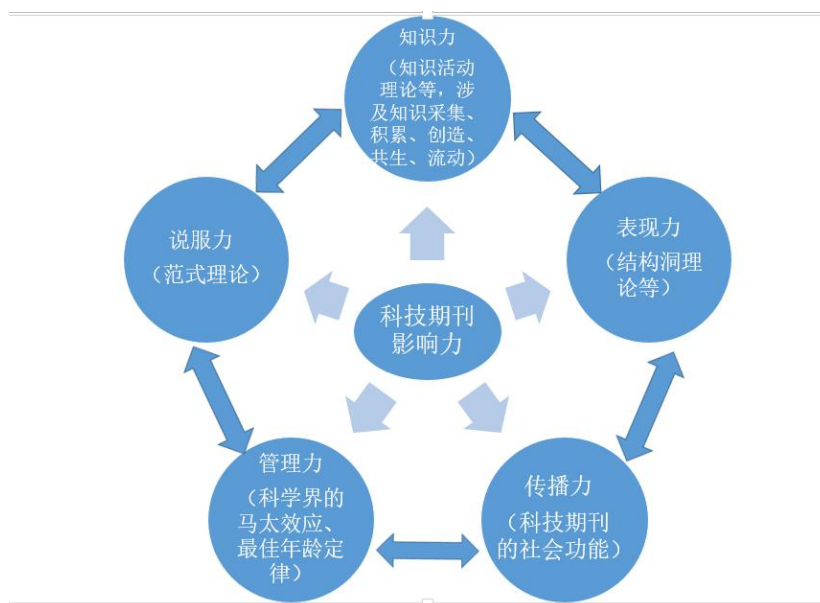 知识力
（知识活动
理论等，涉
及知识采集、
积累、创造、
共生、流动）
说服力
（范式理论）
表现力
（结构洞理
论等）
科技期刊
影响力
管理力
（科学界的
马太效应、
最佳年龄定
律）
传播力
（科技期刊
的社会功能）